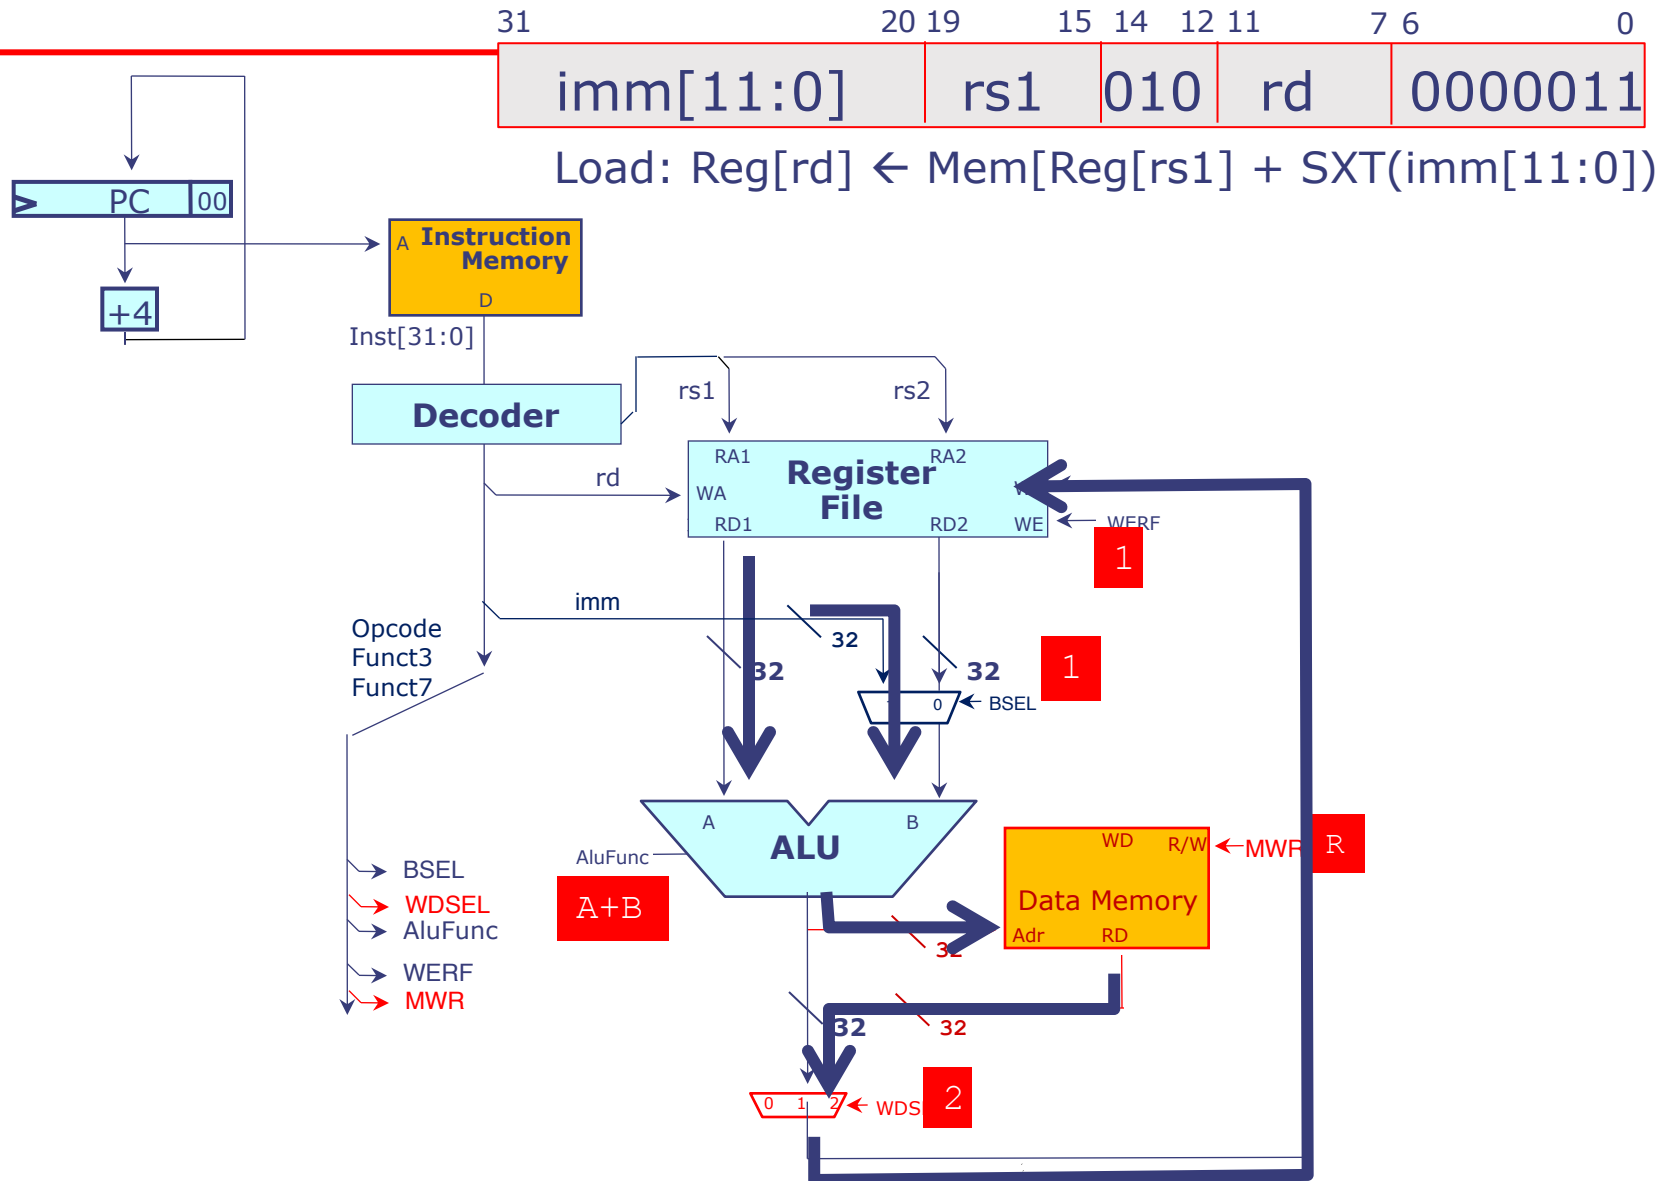 31 20 19 15 14 12 11 7 6 0
imm[11:0] rs1 010 rd 0000011
Load: Reg[rd] ← Mem[Reg[rs1] + SXT(imm[11:0])
PC 00
A Instruction
Memory
D
+4
Inst[31:0]
Decoder
rs1 rs2
RA1 RA2
Register
File
rd
WA
RD1 RD2 WE
WERF
1
imm
32
Opcode
Funct3
Funct7
32 32
1
0 BSEL
A B
ALU
AluFunc
A+B
WD R/W
MWR
R
Data Memory
Adr RD
32
BSEL
WDSEL
AluFunc
WERF
MWR
32 32
0 1 2
WDS
2